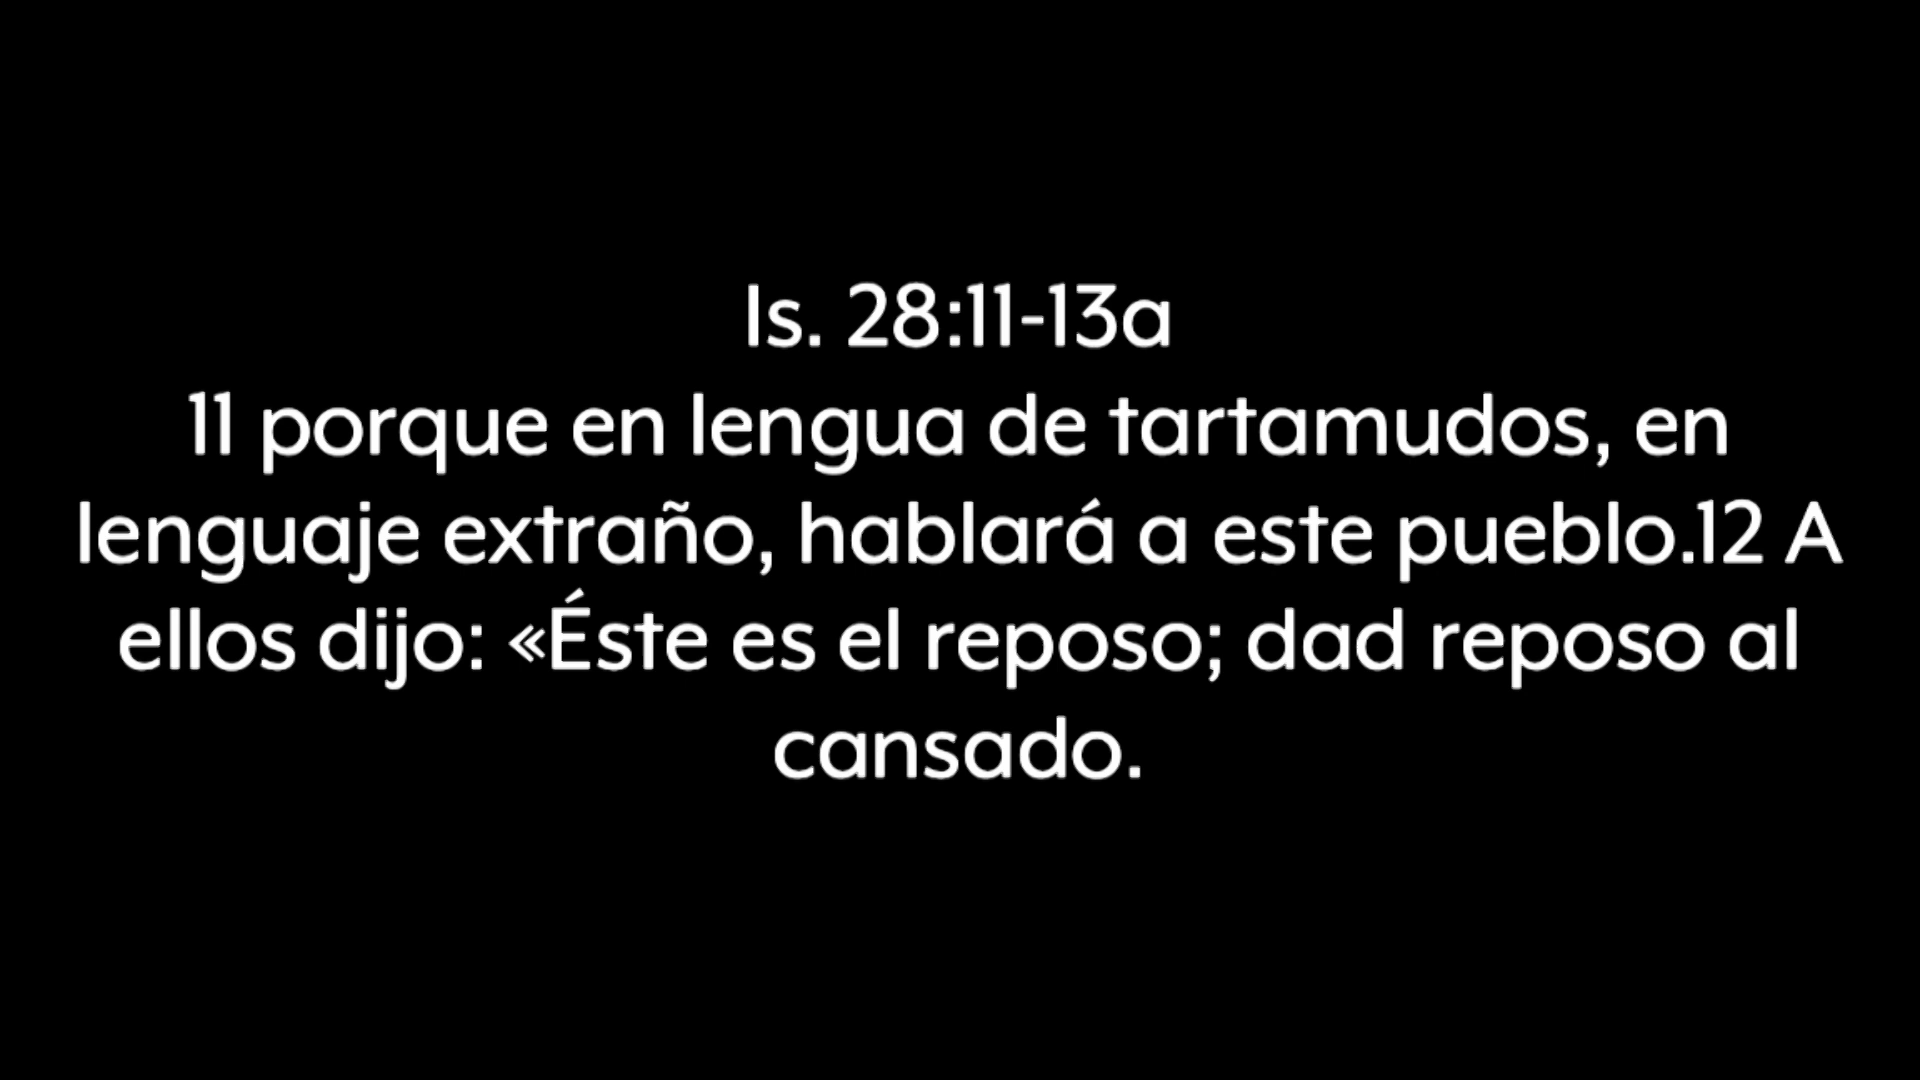 Is. 28:11-13a
11 porque en lengua de tartamudos, en
lenguaje extraño, hablará a este pueblo.12 A
ellos dijo: «Éste es el reposo; dad reposo al
cansado.